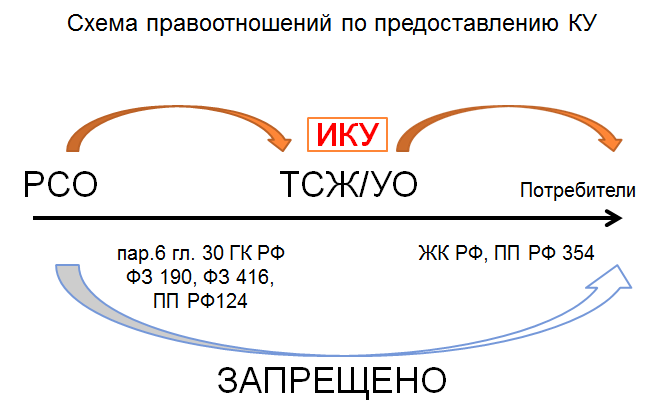 Схема правоотношений по предоставлению КУ
ИКУ
РСО ТСЖ/УО Потребители
пар.6 гл. 30 ГК РФ ЖК РФ, ПП РФ 354
ФЗ 190, ФЗ 416,
ПП РФ124
ЗАПРЕЩЕНО